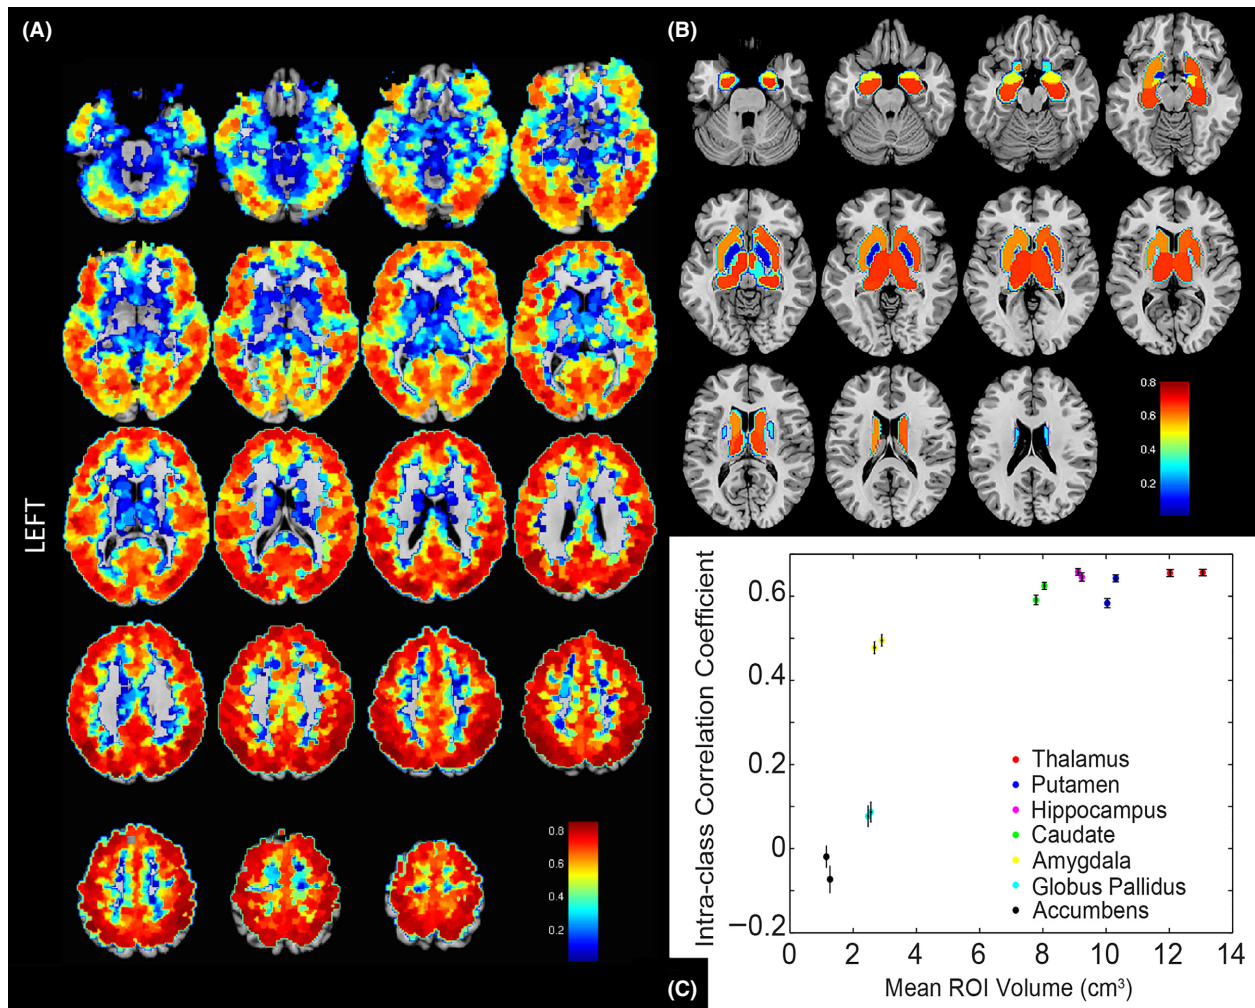 (A)
LEFT
0.8
0.6
0.4
0.2
(B)
0.8
0.6
0.4
0.2
Intra-class Correlation Coefficient
0.6
0.4
0.2
0
−0.2
0 2 4 6 8 10 12 14
Mean ROI Volume (cm³)
Thalamus
Putamen
Hippocampus
Caudate
Amygdala
Globus Pallidus
Accumbens
(C)